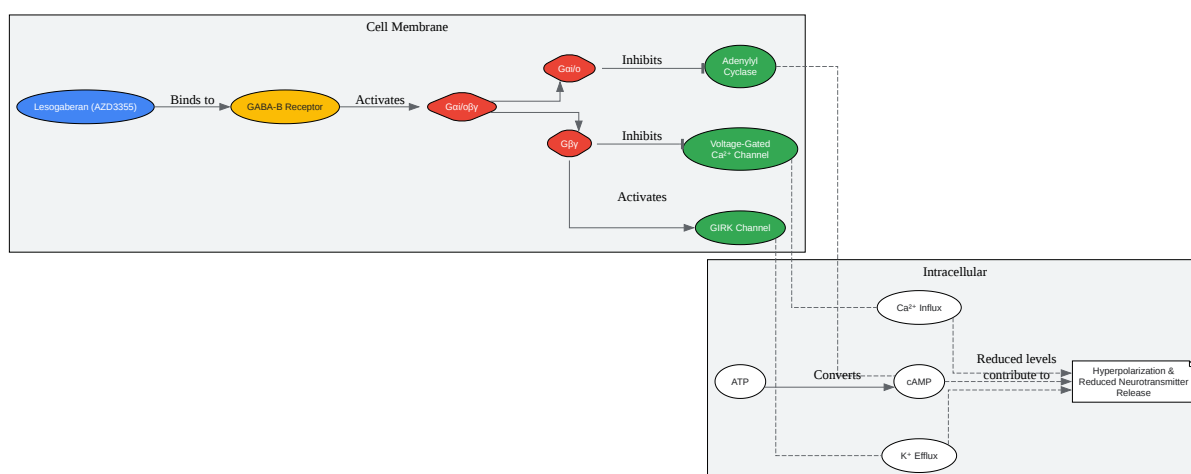 Cell Membrane
Lesogaberan (AZD3355)
Binds to
GABA-B Receptor
Activates
Gαi/oβγ
Gαi/o
Inhibits
Adenylyl
Cyclase
Gβγ
Inhibits
Voltage-Gated
Ca²⁺ Channel
Activates
GIRK Channel
Intracellular
Ca²⁺ Influx
ATP
Converts
cAMP
Reduced levels
contribute to
Hyperpolarization &
Reduced Neurotransmitter
Release
K⁺ Efflux